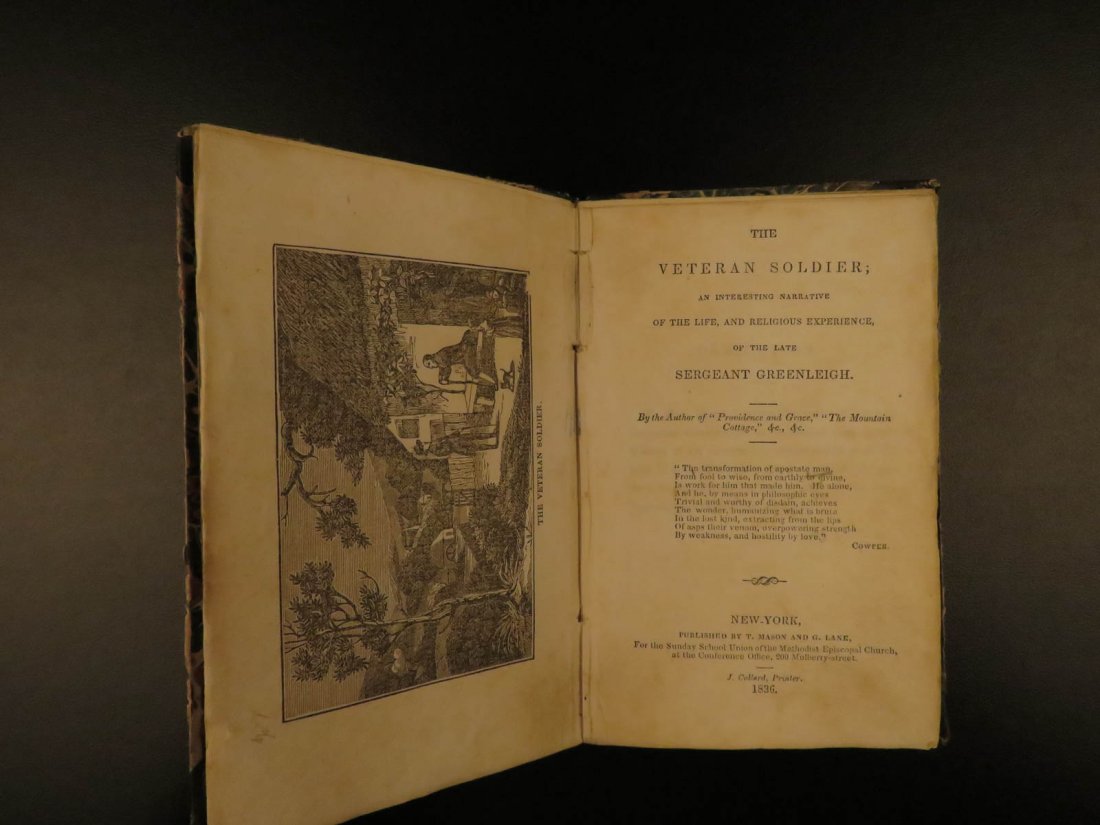 THE VETERAN SOLDIER.
THE
VETERAN SOLDIER;
AN INTERESTING NARRATIVE
OF THE LIFE, AND RELIGIOUS EXPERIENCE,
OF THE LATE
SERGEANT GREENLEIGH.
By the Author of "Providence and Grace," "The Mountain
Cottage," &c., &c.
"The transformation of apostate man,
From fool to wise, from earthly to divine,
Is work for him that made him. He alone,
And he, by means in philosophic eyes
Trivial and worthy of disdain, achieves
The wonder, humanizing what is brute
In the lost kind, extracting from the lips
Of asps their venom, overpowering strength
By weakness, and hostility by love."
COWPER.
NEW-YORK,
PUBLISHED BY T. MASON AND G. LANE,
For the Sunday School Union of the Methodist Episcopal Church,
at the Conference Office, 200 Mulberry-street.
J. Collord, Printer.
1836.